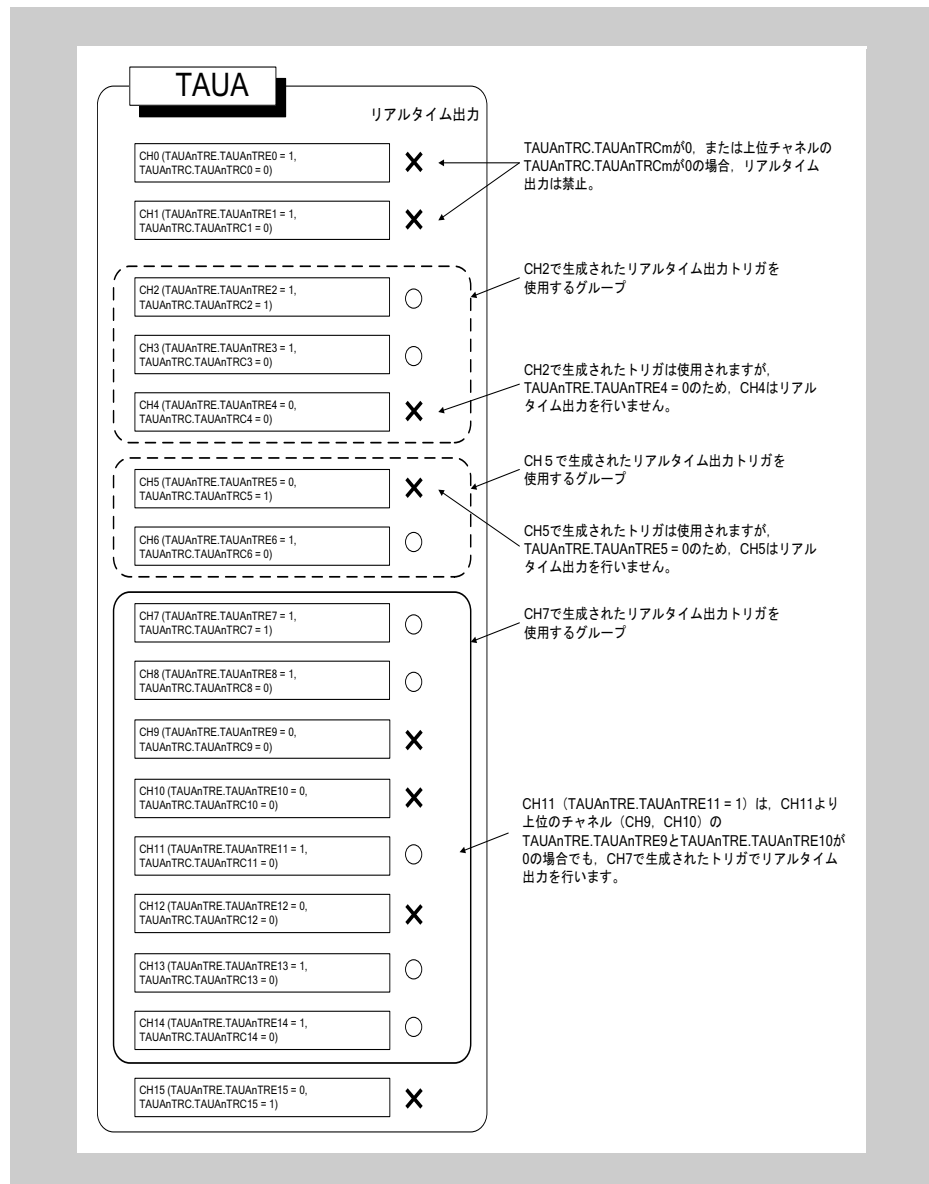 TAUA
リアルタイム出力
CH0 (TAUAnTRE.TAUAnTRE0 = 1,
TAUAnTRC.TAUAnTRC0 = 0)
TAUAnTRC.TAUAnTRCmが0，または上位チャネルの
TAUAnTRC.TAUAnTRCmが0の場合，リアルタイム
出力は禁止。
CH1 (TAUAnTRE.TAUAnTRE1 = 1,
TAUAnTRC.TAUAnTRC1 = 0)
CH2で生成されたリアルタイム出力トリガを
使用するグループ
CH2 (TAUAnTRE.TAUAnTRE2 = 1,
TAUAnTRC.TAUAnTRC2 = 1)
CH3 (TAUAnTRE.TAUAnTRE3 = 1,
TAUAnTRC.TAUAnTRC3 = 0)
CH2で生成されたトリガは使用されますが，
TAUAnTRE.TAUAnTRE4 = 0のため，CH4はリアル
タイム出力を行いません。
CH4 (TAUAnTRE.TAUAnTRE4 = 0,
TAUAnTRC.TAUAnTRC4 = 0)
CH５で生成されたリアルタイム出力トリガを
使用するグループ
CH5 (TAUAnTRE.TAUAnTRE5 = 0,
TAUAnTRC.TAUAnTRC5 = 1)
CH5で生成されたトリガは使用されますが，
TAUAnTRE.TAUAnTRE5 = 0のため，CH5はリアル
タイム出力を行いません。
CH6 (TAUAnTRE.TAUAnTRE6 = 1,
TAUAnTRC.TAUAnTRC6 = 0)
CH7で生成されたリアルタイム出力トリガを
使用するグループ
CH7 (TAUAnTRE.TAUAnTRE7 = 1,
TAUAnTRC.TAUAnTRC7 = 1)
CH8 (TAUAnTRE.TAUAnTRE8 = 1,
TAUAnTRC.TAUAnTRC8 = 0)
CH9 (TAUAnTRE.TAUAnTRE9 = 0,
TAUAnTRC.TAUAnTRC9 = 0)
CH10 (TAUAnTRE.TAUAnTRE10 = 0,
TAUAnTRC.TAUAnTRC10 = 0)
CH11（TAUAnTRE.TAUAnTRE11 = 1）は，CH11より
上位のチャネル（CH9，CH10）の
TAUAnTRE.TAUAnTRE9とTAUAnTRE.TAUAnTRE10が
0の場合でも，CH7で生成されたトリガでリアルタイム
出力を行います。
CH11 (TAUAnTRE.TAUAnTRE11 = 1,
TAUAnTRC.TAUAnTRC11 = 0)
CH12 (TAUAnTRE.TAUAnTRE12 = 0,
TAUAnTRC.TAUAnTRC12 = 0)
CH13 (TAUAnTRE.TAUAnTRE13 = 1,
TAUAnTRC.TAUAnTRC13 = 0)
CH14 (TAUAnTRE.TAUAnTRE14 = 1,
TAUAnTRC.TAUAnTRC14 = 0)
CH15 (TAUAnTRE.TAUAnTRE15 = 0,
TAUAnTRC.TAUAnTRC15 = 1)